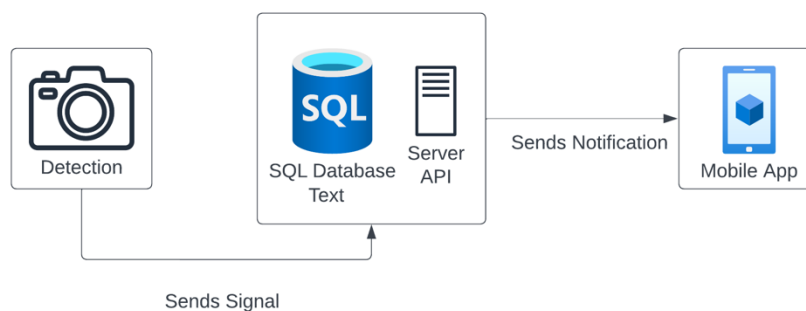 Detection
SQL
SQL Database
Text
Server
API
Sends Notification
Mobile App
Sends Signal